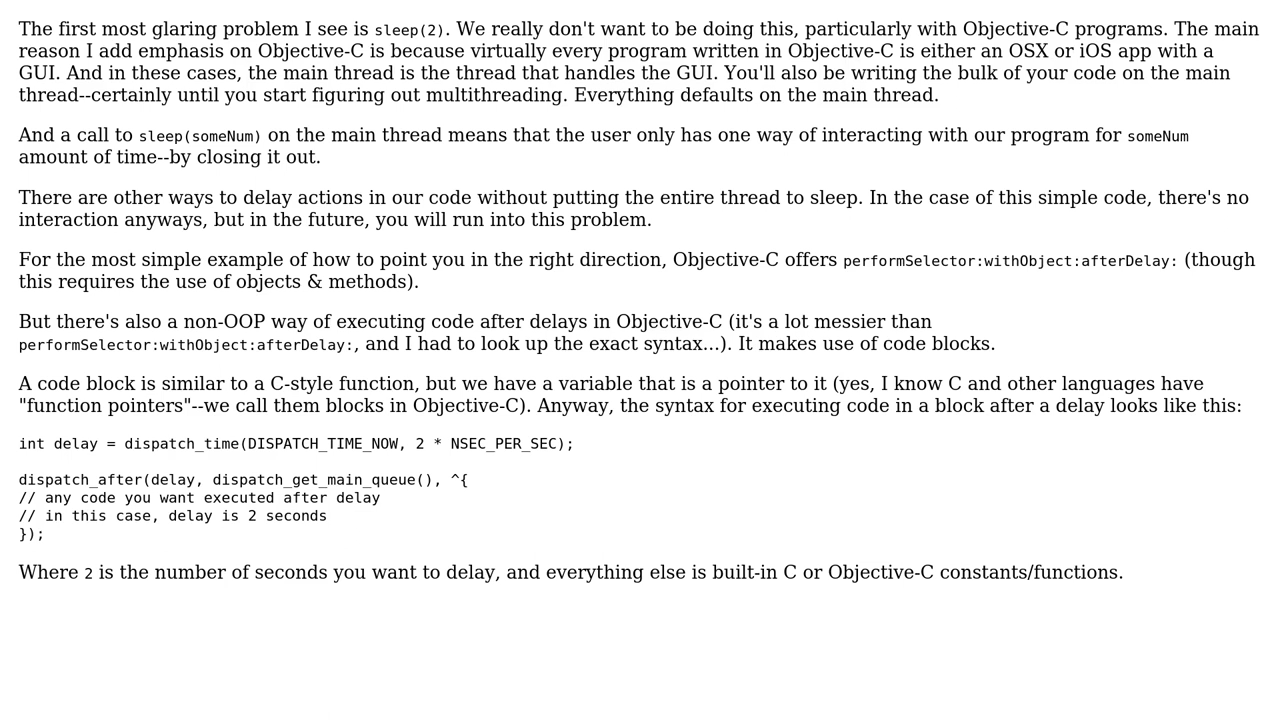 The first most glaring problem I see is sleep(2). We really don't want to be doing this, particularly with Objective-C programs. The main
reason I add emphasis on Objective-C is because virtually every program written in Objective-C is either an OSX or iOS app with a
GUI. And in these cases, the main thread is the thread that handles the GUI. You'll also be writing the bulk of your code on the main
thread--certainly until you start figuring out multithreading. Everything defaults on the main thread.
And a call to sleep(someNum) on the main thread means that the user only has one way of interacting with our program for someNum
amount of time--by closing it out.
There are other ways to delay actions in our code without putting the entire thread to sleep. In the case of this simple code, there's no
interaction anyways, but in the future, you will run into this problem.
For the most simple example of how to point you in the right direction, Objective-C offers performSelector:withObject:afterDelay: (though
this requires the use of objects & methods).
But there's also a non-OOP way of executing code after delays in Objective-C (it's a lot messier than
performSelector:withObject:afterDelay:, and I had to look up the exact syntax...). It makes use of code blocks.
A code block is similar to a C-style function, but we have a variable that is a pointer to it (yes, I know C and other languages have
"function pointers"--we call them blocks in Objective-C). Anyway, the syntax for executing code in a block after a delay looks like this:
int delay = dispatch_time(DISPATCH_TIME_NOW, 2 * NSEC_PER_SEC);
dispatch_after(delay, dispatch_get_main_queue(), ^{
// any code you want executed after delay
// in this case, delay is 2 seconds
});
Where 2 is the number of seconds you want to delay, and everything else is built-in C or Objective-C constants/functions.